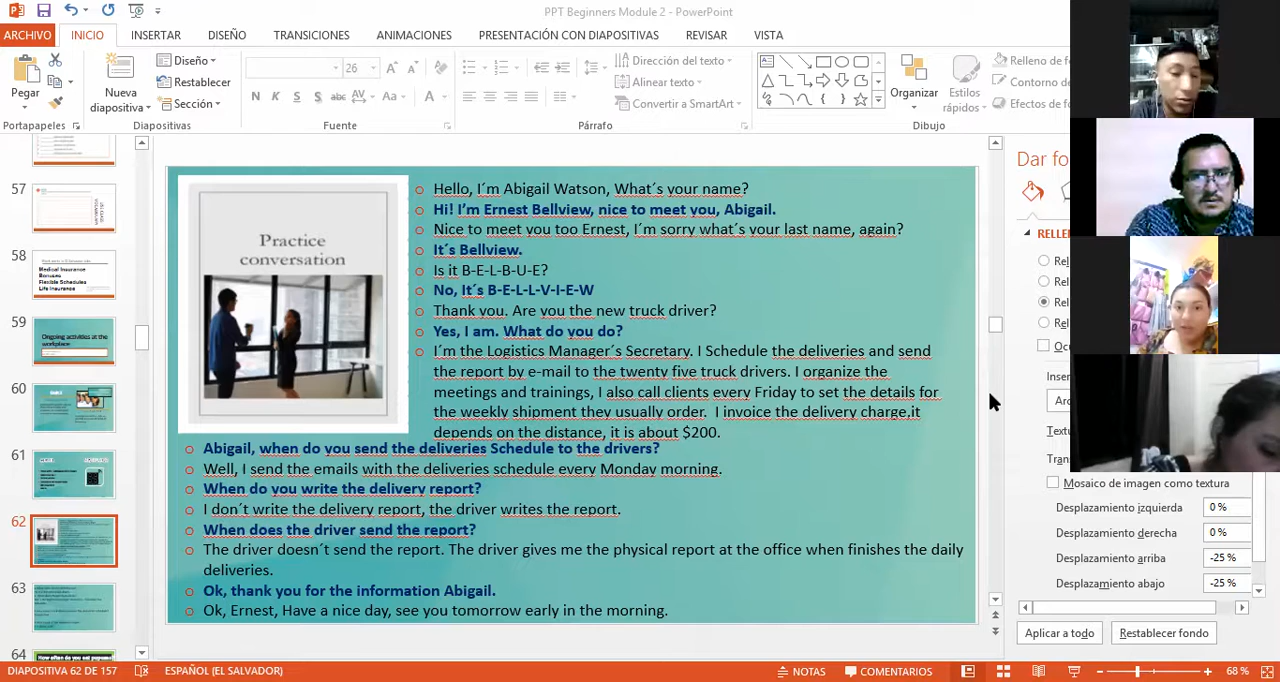 PPT Beginners Module 2 - PowerPoint
ARCHIVO INICIO INSERTAR DISEÑO TRANSICIONES ANIMACIONES PRESENTACIÓN CON DIAPOSITIVAS REVISAR VISTA
Pegar
Nueva
diapositiva
Diseño
Restablecer
Sección
26
N K S S abc AV Aa A
Dirección del texto
Alinear texto
Convertir a SmartArt
Organizar
Estilos
rápidos
Relleno de
Contorno de
Efectos de fo
Portapapeles Diapositivas Fuente Párrafo Dibujo
57
58
Medical Insurance
Bonuses
Flexible Schedules
Life Insurance
59
Ongoing activities at the
workplace
60
61
62
63
64
Practice
conversation
Hello, I´m Abigail Watson, What´s your name?
Hi! I’m Ernest Bellview, nice to meet you, Abigail.
Nice to meet you too Ernest, I´m sorry what´s your last name, again?
It´s Bellview.
Is it B-E-L-B-U-E?
No, It´s B-E-L-L-V-I-E-W
Thank you. Are you the new truck driver?
Yes, I am. What do you do?
I´m the Logistics Manager´s Secretary. I Schedule the deliveries and send
the report by e-mail to the twenty five truck drivers. I organize the
meetings and trainings, I also call clients every Friday to set the details for
the weekly shipment they usually order. I invoice the delivery charge,it
depends on the distance, it is about $200.
Abigail, when do you send the deliveries Schedule to the drivers?
Well, I send the emails with the deliveries schedule every Monday morning.
When do you write the delivery report?
I don´t write the delivery report, the driver writes the report.
When does the driver send the report?
The driver doesn´t send the report. The driver gives me the physical report at the office when finishes the daily
deliveries.
Ok, thank you for the information Abigail.
Ok, Ernest, Have a nice day, see you tomorrow early in the morning.
Dar fo
RELLEN
Rel
Rel
Rel
Rel
Ocu
Inser
Arc
Textu
Trans
Mosaico de imagen como textura
Desplazamiento izquierda 0 %
Desplazamiento derecha 0 %
Desplazamiento arriba -25 %
Desplazamiento abajo -25 %
Aplicar a todo Restablecer fondo
DIAPOSITIVA 62 DE 157 ESPAÑOL (EL SALVADOR) NOTAS COMENTARIOS 68 %